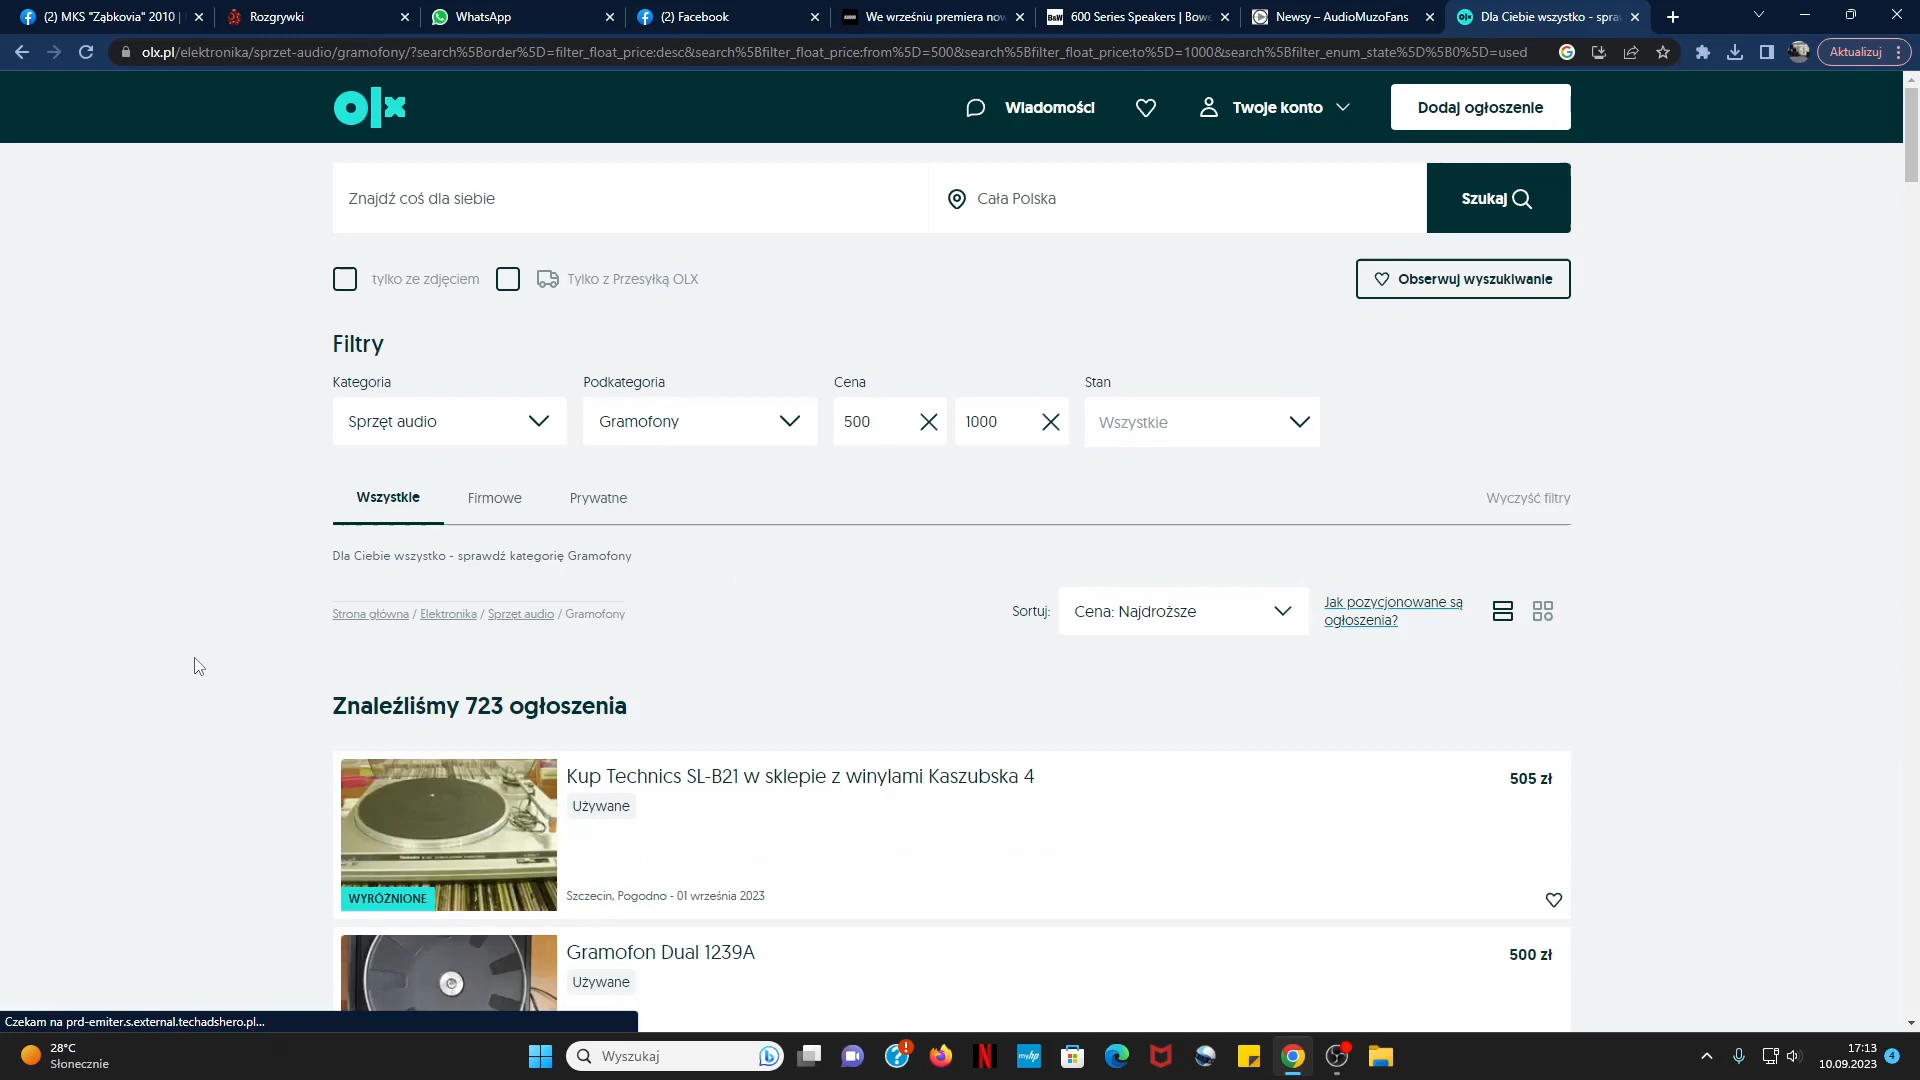 (2) MKS "Ząbkovia" 2010 |
Rozgrywki
WhatsApp
(2) Facebook
We wrześniu premiera now
600 Series Speakers | Bowe
Newsy – AudioMuzoFans
Dla Ciebie wszystko - spraw
olx.pl/elektronika/sprzet-audio/gramofony/?search%5Border%5D=filter_float_price:desc&search%5Bfilter_float_price:from%5D=500&search%5Bfilter_float_price:to%5D=1000&search%5Bfilter_enum_state%5D%5B0%5D=used
Aktualizuj
olx
Wiadomości
Twoje konto
Dodaj ogłoszenie
Znajdź coś dla siebie
Cała Polska
Szukaj
tylko ze zdjęciem
Tylko z Przesyłką OLX
Obserwuj wyszukiwanie
Filtry
Kategoria
Podkategoria
Cena
Stan
Sprzęt audio
Gramofony
500
1000
Wszystkie
Wszystkie
Firmowe
Prywatne
Wyczyść filtry
Dla Ciebie wszystko - sprawdź kategorię Gramofony
Strona główna / Elektronika / Sprzęt audio / Gramofony
Sortuj:
Cena: Najdroższe
Jak pozycjonowane są
ogłoszenia?
Znaleźliśmy 723 ogłoszenia
Kup Technics SL-B21 w sklepie z winylami Kaszubska 4
505 zł
Używane
WYRÓŻNIONE
Szczecin, Pogodno - 01 września 2023
Gramofon Dual 1239A
500 zł
Używane
Czekam na prd-emiter.s.external.techadshero.pl...
28°C
Słonecznie
Wyszukaj
17:13
10.09.2023
4